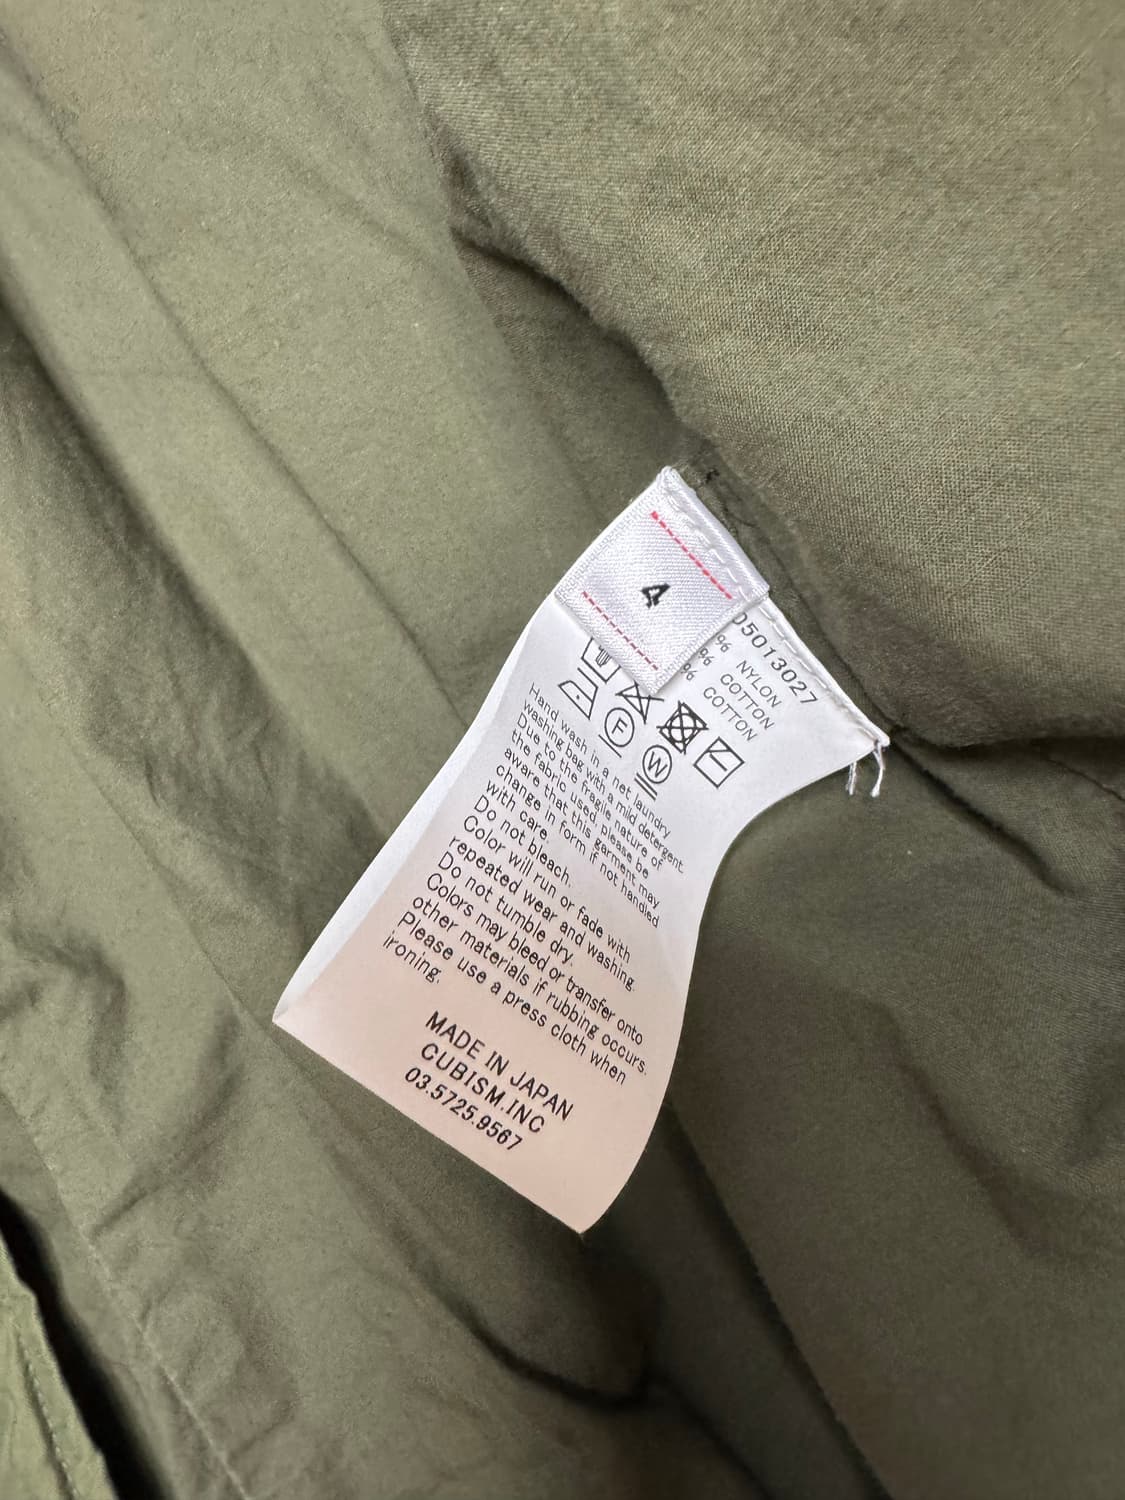 4
05013027
% NYLON
% COTTON
% COTTON
F
W
Hand wash in a net laundry
washing bag with a mild detergent
Due to the fragile nature of
the fabric used, please be
aware that this garment may
change in form if not handled
with care.
Do not bleach.
Color will run or fade with
repeated wear and washing.
Do not tumble dry.
Colors may bleed or transfer onto
other materials if rubbing occurs.
Please use a press cloth when
ironing.
MADE IN JAPAN
CUBISM.INC
03.5725.9567